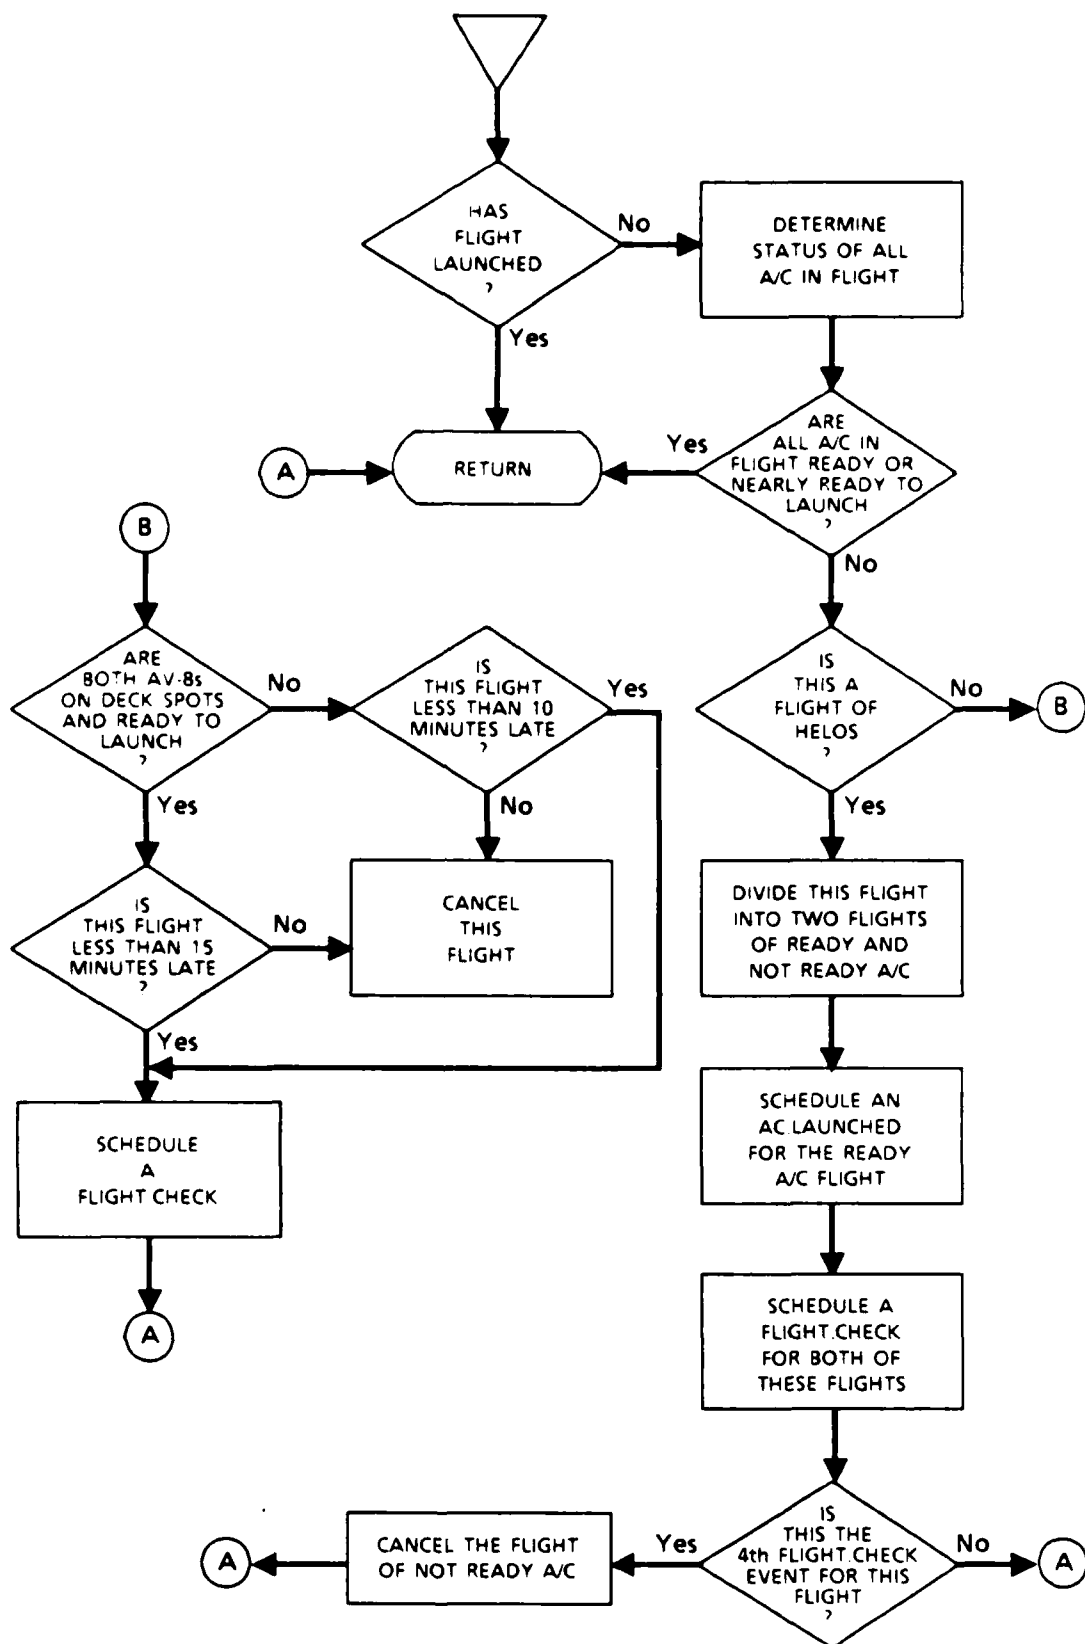 HAS
FLIGHT
LAUNCHED
?
No
Yes
DETERMINE
STATUS OF ALL
A/C IN FLIGHT
ARE
ALL A/C IN
FLIGHT READY OR
NEARLY READY TO
LAUNCH
?
Yes
No
A
RETURN
B
ARE
BOTH AV-8s
ON DECK SPOTS
AND READY TO
LAUNCH
?
No
Yes
IS
THIS FLIGHT
LESS THAN 10
MINUTES LATE
?
Yes
No
IS
THIS A
FLIGHT OF
HELOS
?
No
B
Yes
IS
THIS FLIGHT
LESS THAN 15
MINUTES LATE
?
No
Yes
CANCEL
THIS
FLIGHT
DIVIDE THIS FLIGHT
INTO TWO FLIGHTS
OF READY AND
NOT READY A/C
SCHEDULE
A
FLIGHT.CHECK
A
SCHEDULE AN
AC.LAUNCHED
FOR THE READY
A/C FLIGHT
SCHEDULE A
FLIGHT.CHECK
FOR BOTH OF
THESE FLIGHTS
IS
THIS THE
4th FLIGHT.CHECK
EVENT FOR THIS
FLIGHT
?
Yes
No
A
CANCEL THE FLIGHT
OF NOT READY A/C
A